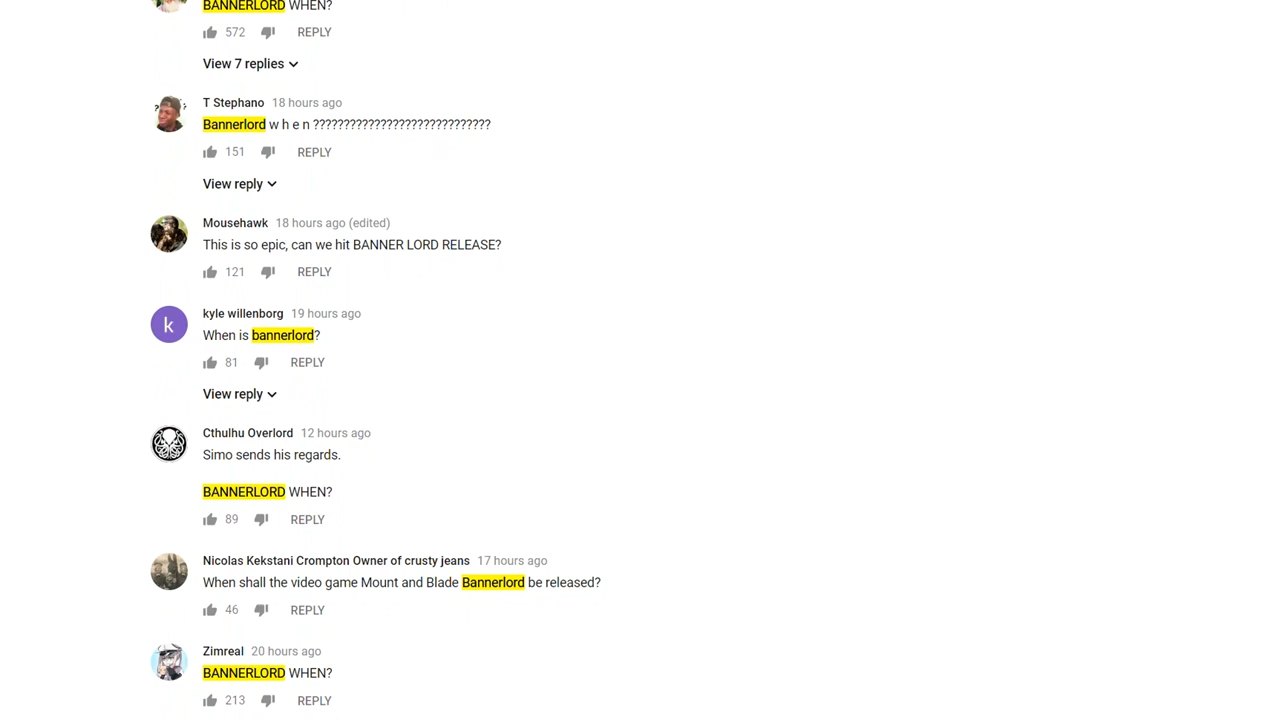 BANNERLORD WHEN?
572 REPLY
View 7 replies
T Stephano 18 hours ago
Bannerlord w h e n ?????????????????????????????
151 REPLY
View reply
Mousehawk 18 hours ago (edited)
This is so epic, can we hit BANNER LORD RELEASE?
121 REPLY
k
kyle willenborg 19 hours ago
When is bannerlord?
81 REPLY
View reply
Cthulhu Overlord 12 hours ago
Simo sends his regards.
BANNERLORD WHEN?
89 REPLY
Nicolas Kekstani Crompton Owner of crusty jeans 17 hours ago
When shall the video game Mount and Blade Bannerlord be released?
46 REPLY
Zimreal 20 hours ago
BANNERLORD WHEN?
213 REPLY